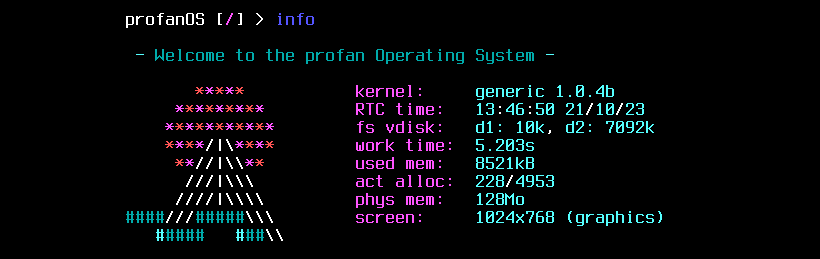 profanOS [/] > info
- Welcome to the profan Operating System -
***** kernel: generic 1.0.4b
********* RTC time: 13:46:50 21/10/23
*********** fs vdisk: d1: 10k, d2: 7092k
****/|\**** work time: 5.203s
**//|\\** used mem: 8521kB
///|\\\ act alloc: 228/4953
////|\\\\ phys mem: 128Mo
####///#####\\\ screen: 1024x768 (graphics)
##### ###\\